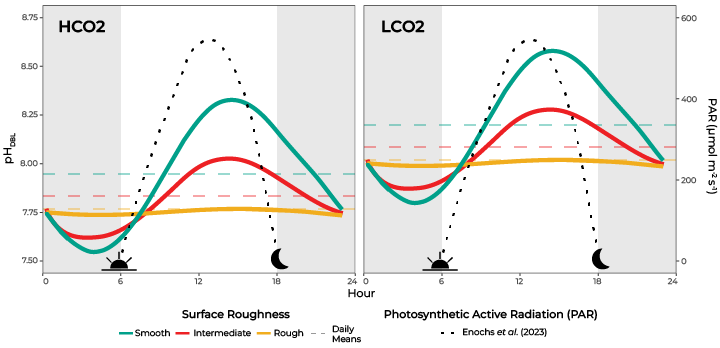 HCO2
LCO2
8.75
8.50
8.25
8.00
7.75
7.50
pH_DBL
600
400
200
0
PAR (µmol m⁻² s⁻¹)
0
6
12
18
24
0
6
12
18
24
Hour
Surface Roughness
Photosynthetic Active Radiation (PAR)
Smooth
Intermediate
Rough
Daily
Means
Enochs et al. (2023)